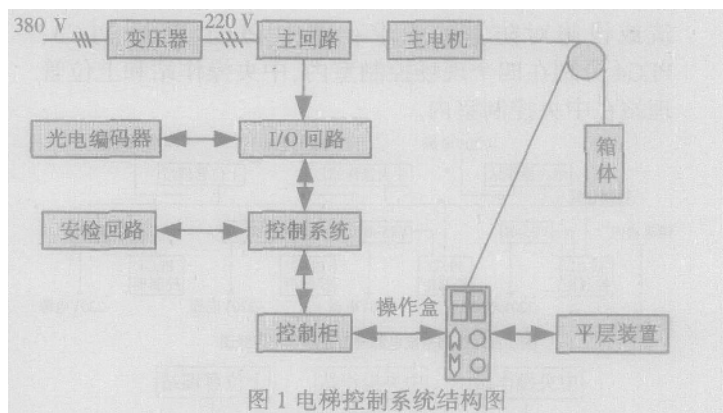 380 V
220 V
变压器
主回路
主电机
光电编码器
I/O 回路
箱体
安检回路
控制系统
控制柜
操作盒
平层装置
图 1 电梯控制系统结构图